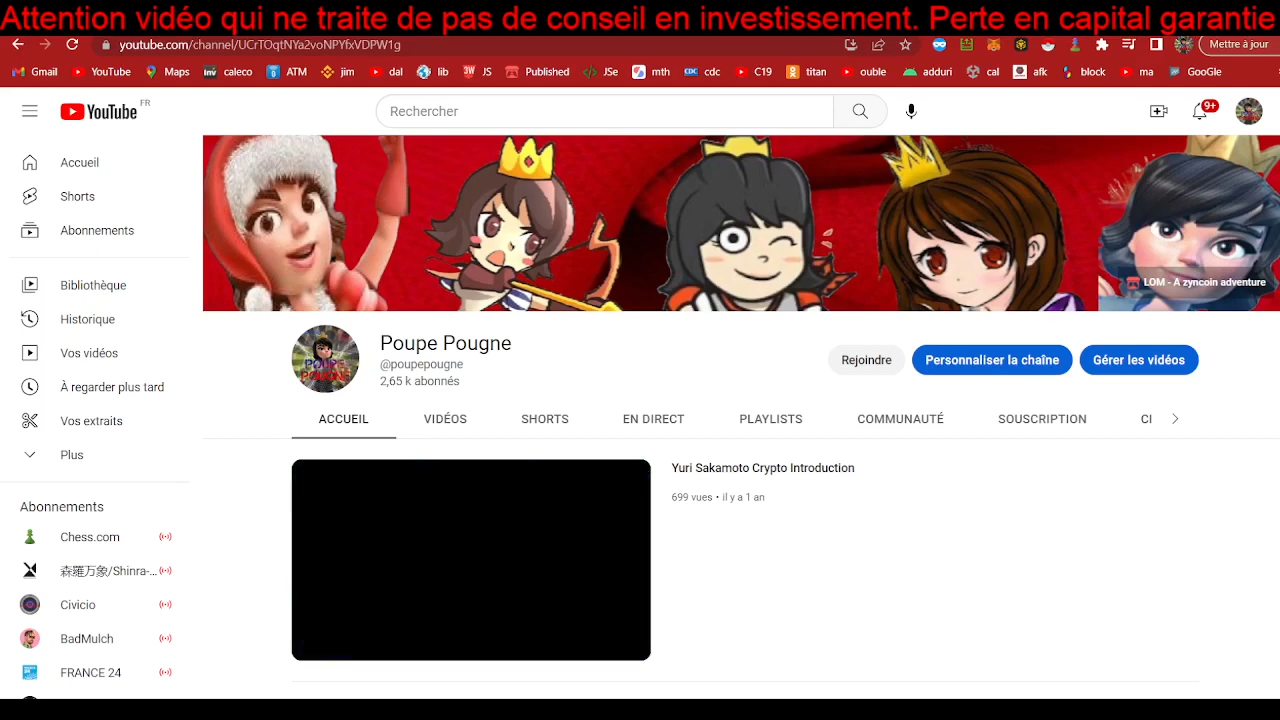 Attention vidéo qui ne traite de pas de conseil en investissement. Perte en capital garantie
youtube.com/channel/UCrTOqtNYa2voNPYfxVDPW1g
Mettre à jour
Gmail YouTube Maps caleco ATM jim dal lib JS Published JSe mth cdc C19 titan ouble adduri cal afk block ma GooGle
YouTube FR
Rechercher
9+
Accueil
Shorts
Abonnements
Bibliothèque
Historique
Vos vidéos
À regarder plus tard
Vos extraits
Plus
Abonnements
Chess.com
森羅万象/Shinra-...
Civicio
BadMulch
FRANCE 24
LOM - A zyncoin adventure
POUPE
POUGNE
Poupe Pougne
@poupepougne
2,65 k abonnés
Rejoindre
Personnaliser la chaîne
Gérer les vidéos
ACCUEIL VIDÉOS SHORTS EN DIRECT PLAYLISTS COMMUNAUTÉ SOUSCRIPTION CI
Yuri Sakamoto Crypto Introduction
699 vues • il y a 1 an